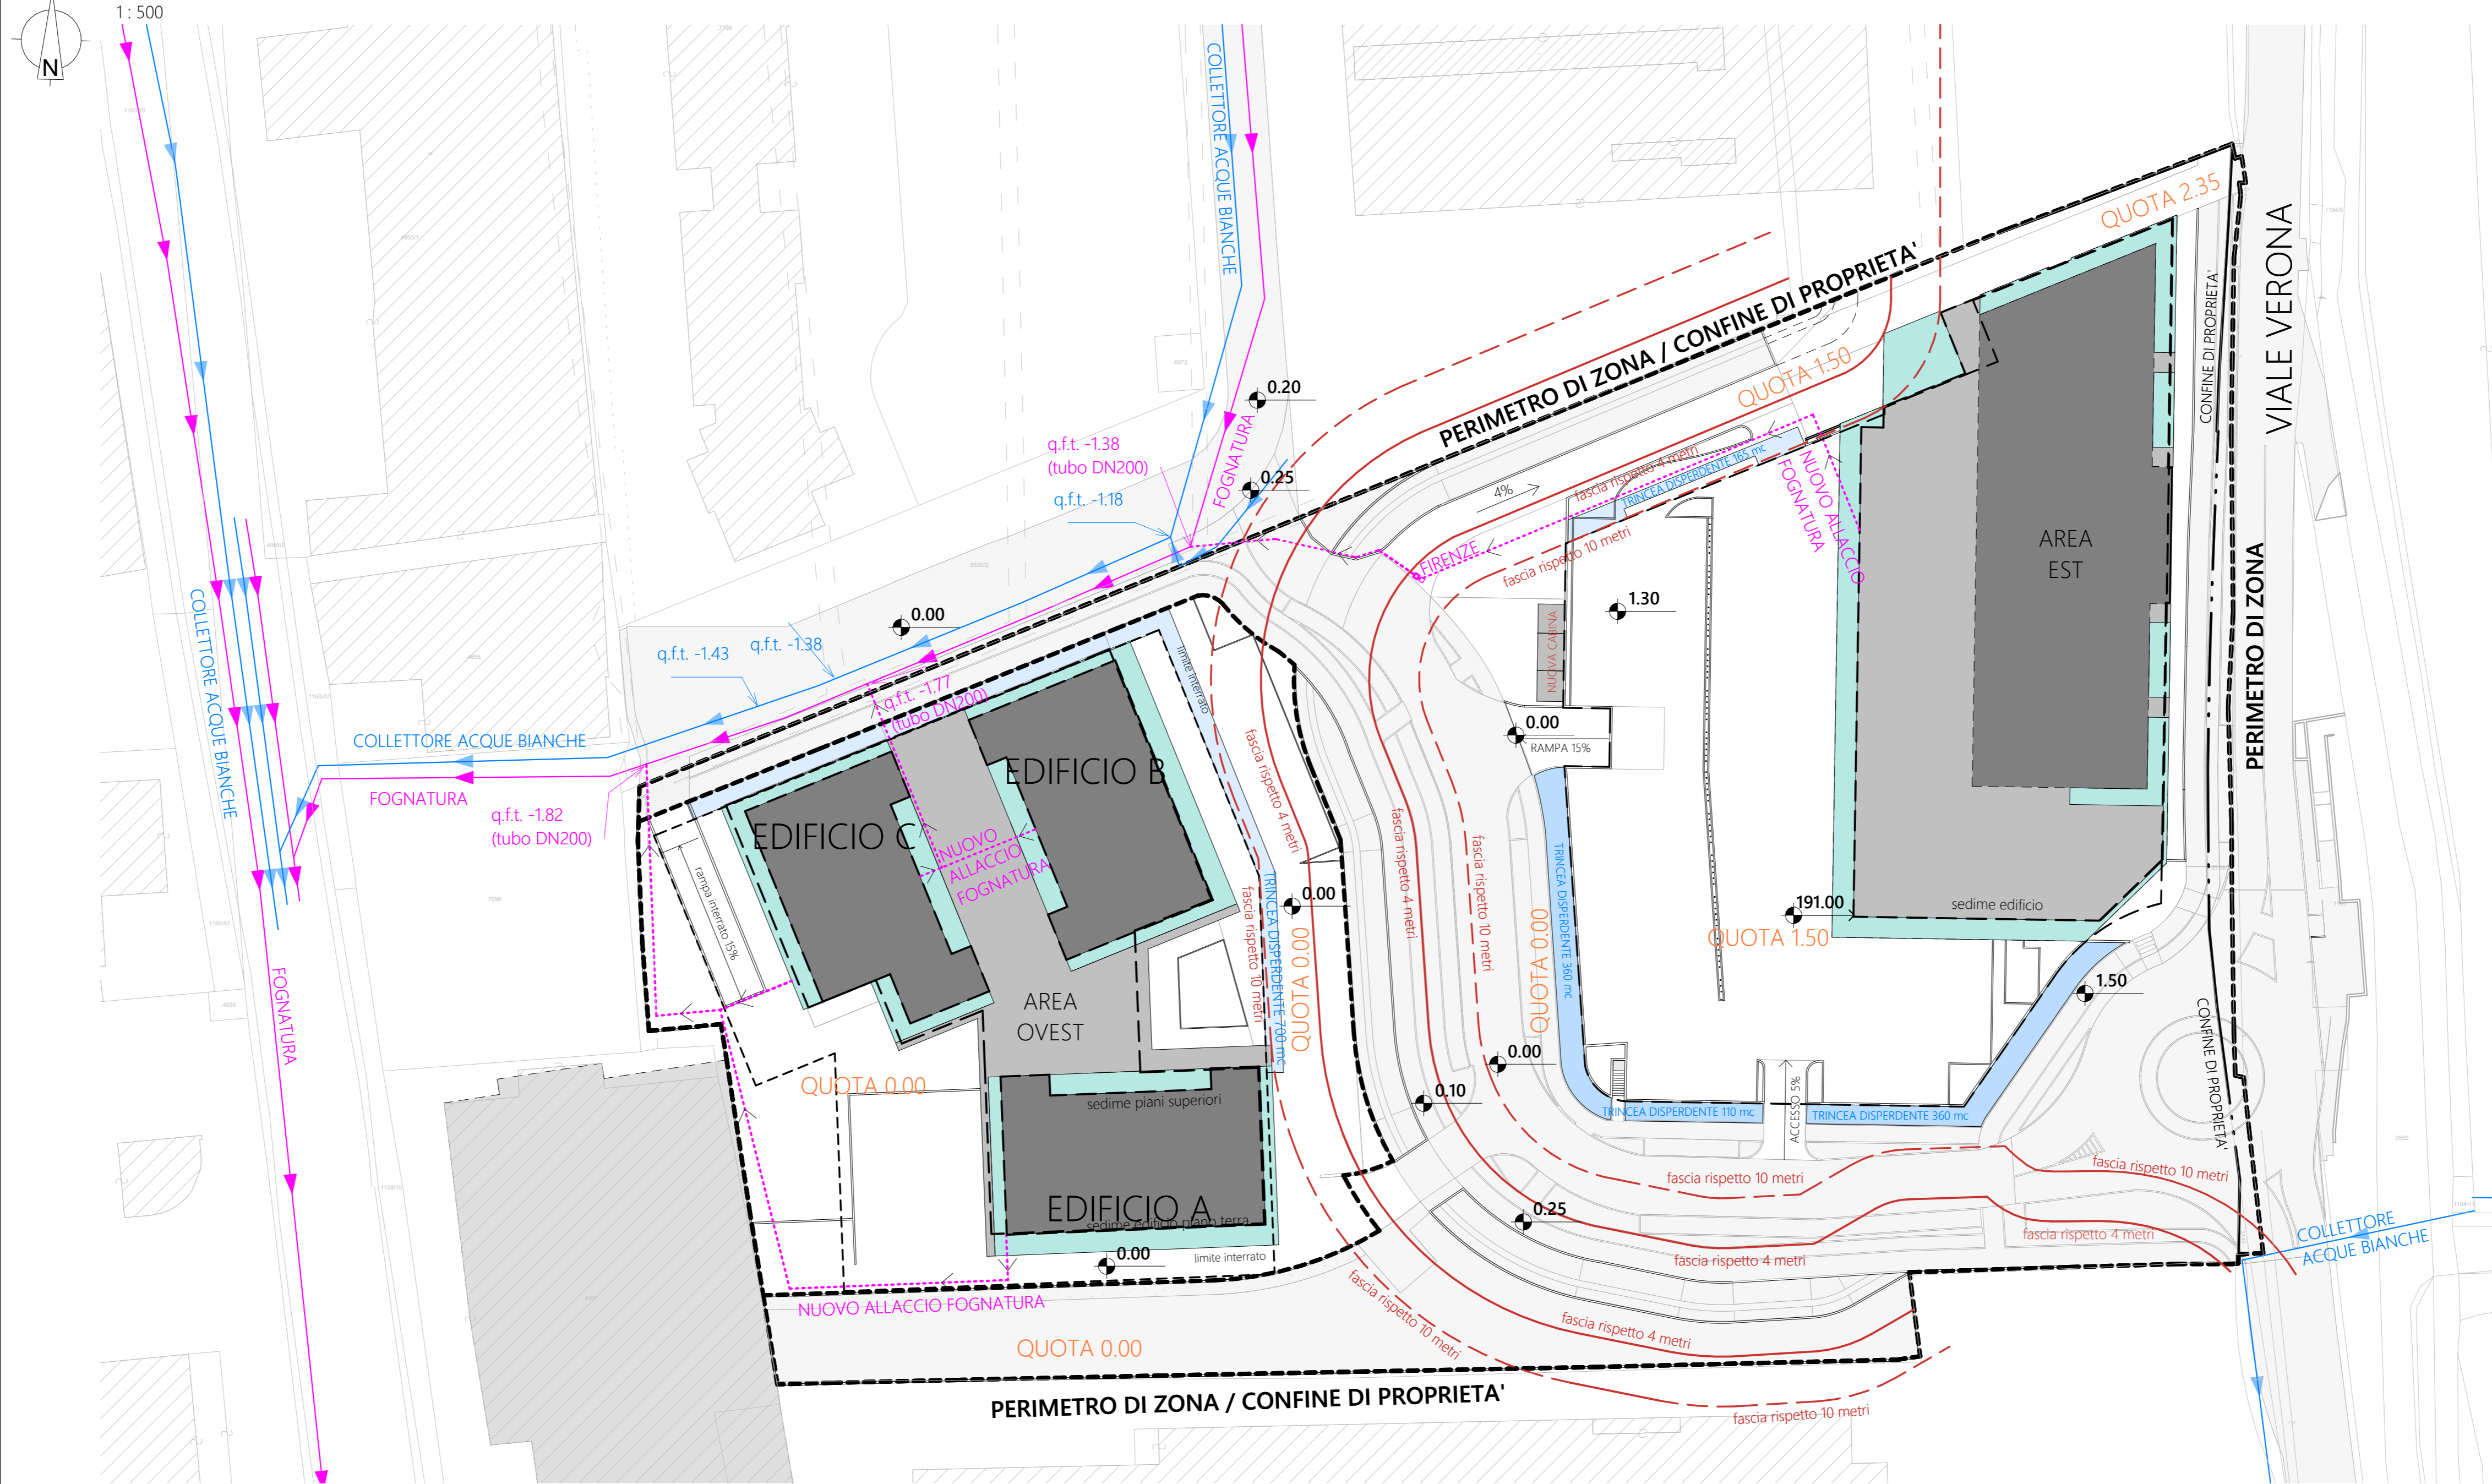 1 : 500
N
COLLETTORE ACQUE BIANCHE
FOGNATURA
0.20
0.25
q.f.t. -1.38
(tubo DN200)
q.f.t. -1.18
PERIMETRO DI ZONA / CONFINE DI PROPRIETA'
QUOTA 2.35
VIALE VERONA
CONFINE DI PROPRIETA'
PERIMETRO DI ZONA
QUOTA 1.50
4%
fascia rispetto 4 metri
TRINCEA DISPERDENTE 165 mc
NUOVO ALLACCIO
FOGNATURA
FIRENZE
fascia rispetto 10 metri
AREA
EST
1.30
NUOVA CABINA
0.00
RAMPA 15%
0.00
q.f.t. -1.43
q.f.t. -1.38
q.f.t. -1.77
(tubo DN200)
limite interrato
COLLETTORE ACQUE BIANCHE
COLLETTORE ACQUE BIANCHE
FOGNATURA
q.f.t. -1.82
(tubo DN200)
EDIFICIO B
EDIFICIO C
NUOVO
ALLACCIO
FOGNATURA
rampa interrato 15%
fascia rispetto 4 metri
fascia rispetto 10 metri
TRINCEA DISPERDENTE 700 mc
0.00
QUOTA 0.00
fascia rispetto 4 metri
fascia rispetto 10 metri
QUOTA 0.00
TRINCEA DISPERDENTE 360 mc
191.00
QUOTA 1.50
sedime edificio
1.50
CONFINE DI PROPRIETA'
FOGNATURA
AREA
OVEST
QUOTA 0.00
sedime piani superiori
EDIFICIO A
sedime edificio piano terra
0.00
limite interrato
0.00
0.10
TRINCEA DISPERDENTE 110 mc
ACCESSO 5%
TRINCEA DISPERDENTE 360 mc
fascia rispetto 10 metri
fascia rispetto 10 metri
0.25
fascia rispetto 4 metri
fascia rispetto 4 metri
COLLETTORE
ACQUE BIANCHE
NUOVO ALLACCIO FOGNATURA
fascia rispetto 10 metri
fascia rispetto 4 metri
QUOTA 0.00
PERIMETRO DI ZONA / CONFINE DI PROPRIETA'
fascia rispetto 10 metri